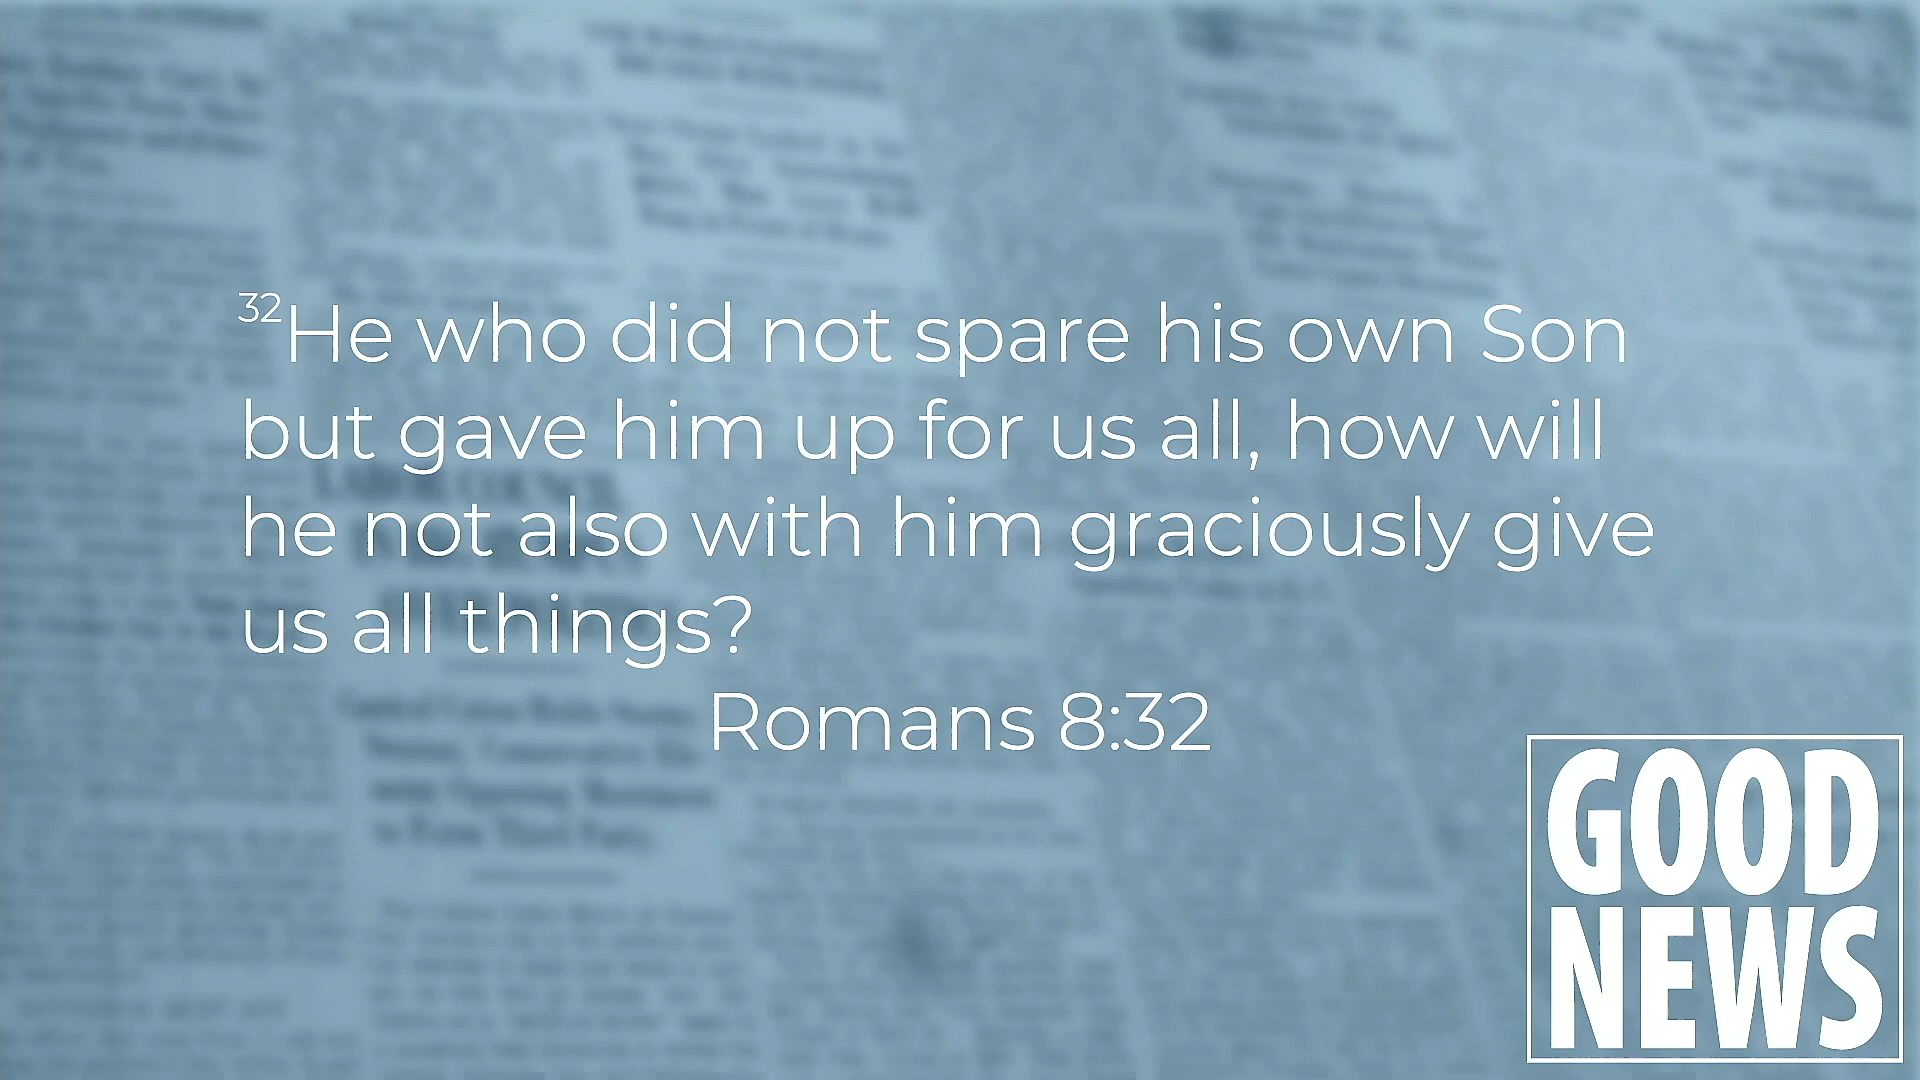 ³²He who did not spare his own Son
but gave him up for us all, how will
he not also with him graciously give
us all things?
Romans 8:32
GOOD
NEWS